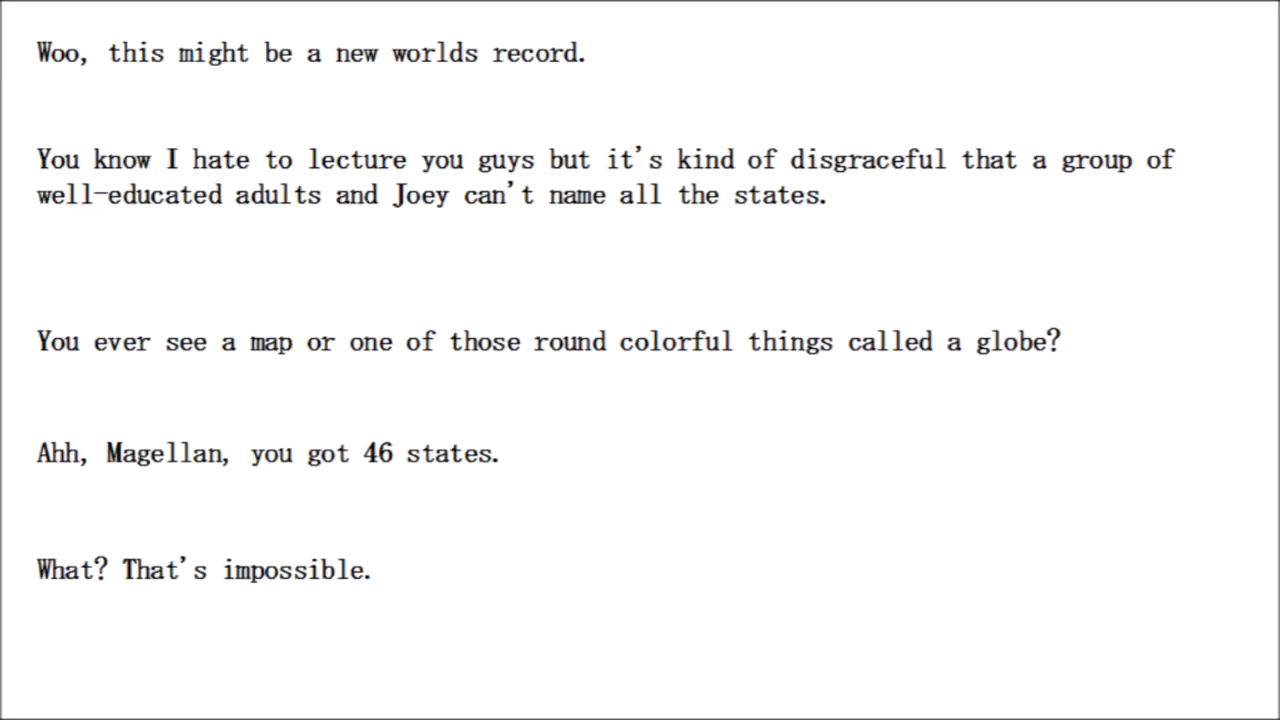 Woo, this might be a new worlds record.
You know I hate to lecture you guys but it's kind of disgraceful that a group of
well-educated adults and Joey can't name all the states.
You ever see a map or one of those round colorful things called a globe?
Ahh, Magellan, you got 46 states.
What? That's impossible.